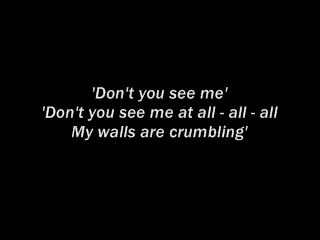 'Don't you see me'
'Don't you see me at all - all - all
My walls are crumbling'